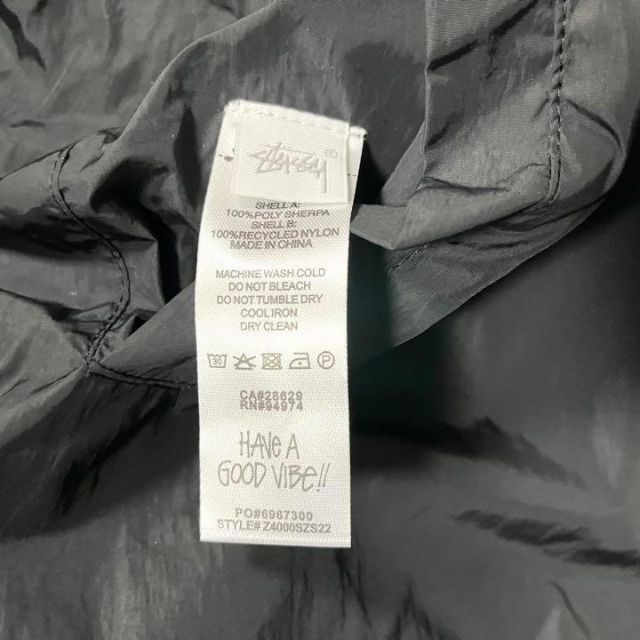 STÜSSY®
SHELL A:
100%POLY SHERPA
SHELL B:
100%RECYCLED NYLON
MADE IN CHINA
MACHINE WASH COLD
DO NOT BLEACH
DO NOT TUMBLE DRY
COOL IRON
DRY CLEAN
30 P
CA#28629
RN#94974
HAVE A
GOOD VIBE!!
PO#6967300
STYLE# Z4000SZS22